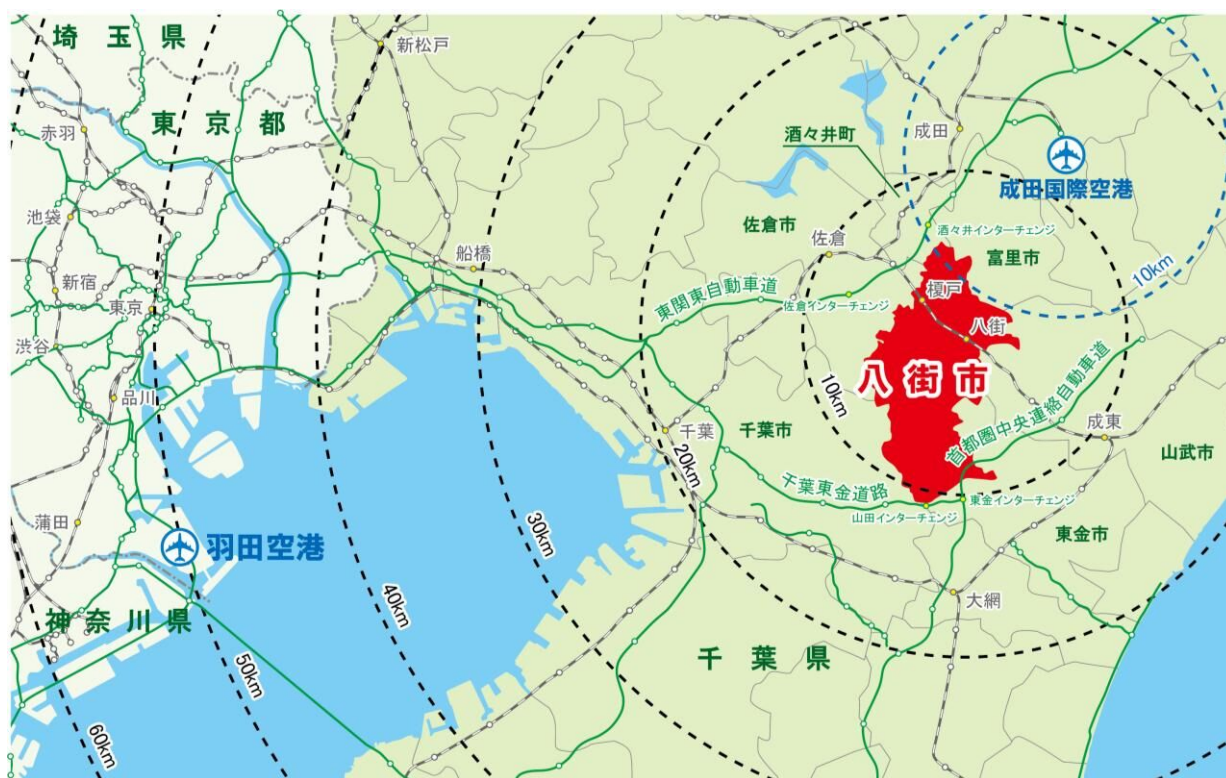 埼玉県
新松戸
東京都
赤羽
成田
酒々井町
成田国際空港
池袋
佐倉市
佐倉
酒々井インターチェンジ
富里市
船橋
10km
新宿
東京
東関東自動車道
佐倉インターチェンジ
榎戸
八街
渋谷
八街市
10km
品川
首都圏中央連絡自動車道
千葉
千葉市
成東
山武市
20km
千葉東金道路
東金インターチェンジ
山田インターチェンジ
蒲田
羽田空港
30km
東金市
40km
大網
神奈川県
千葉県
50km
60km